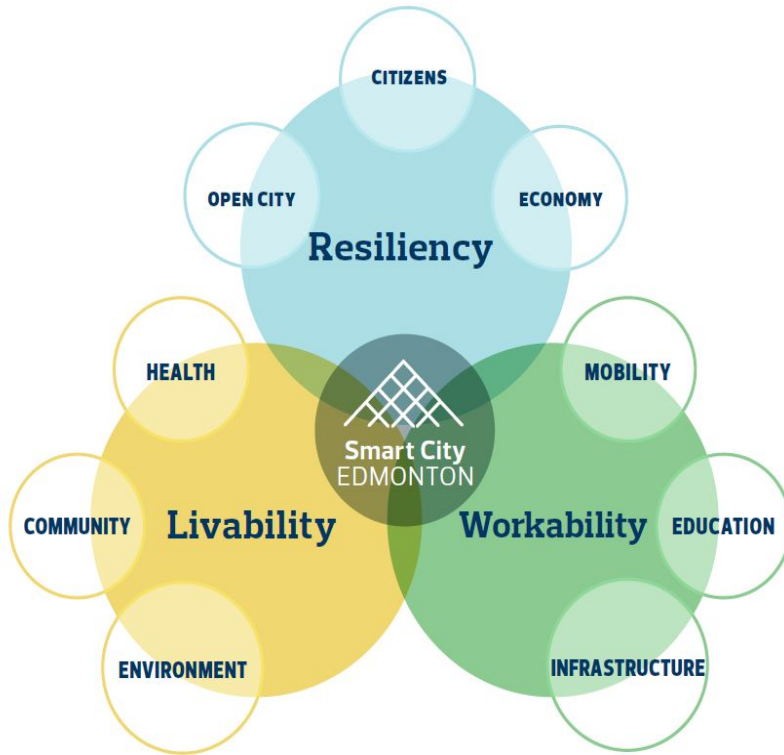 CITIZENS
OPEN CITY
ECONOMY
Resiliency
HEALTH
MOBILITY
Smart City
EDMONTON
COMMUNITY
Livability
Workability
EDUCATION
ENVIRONMENT
INFRASTRUCTURE